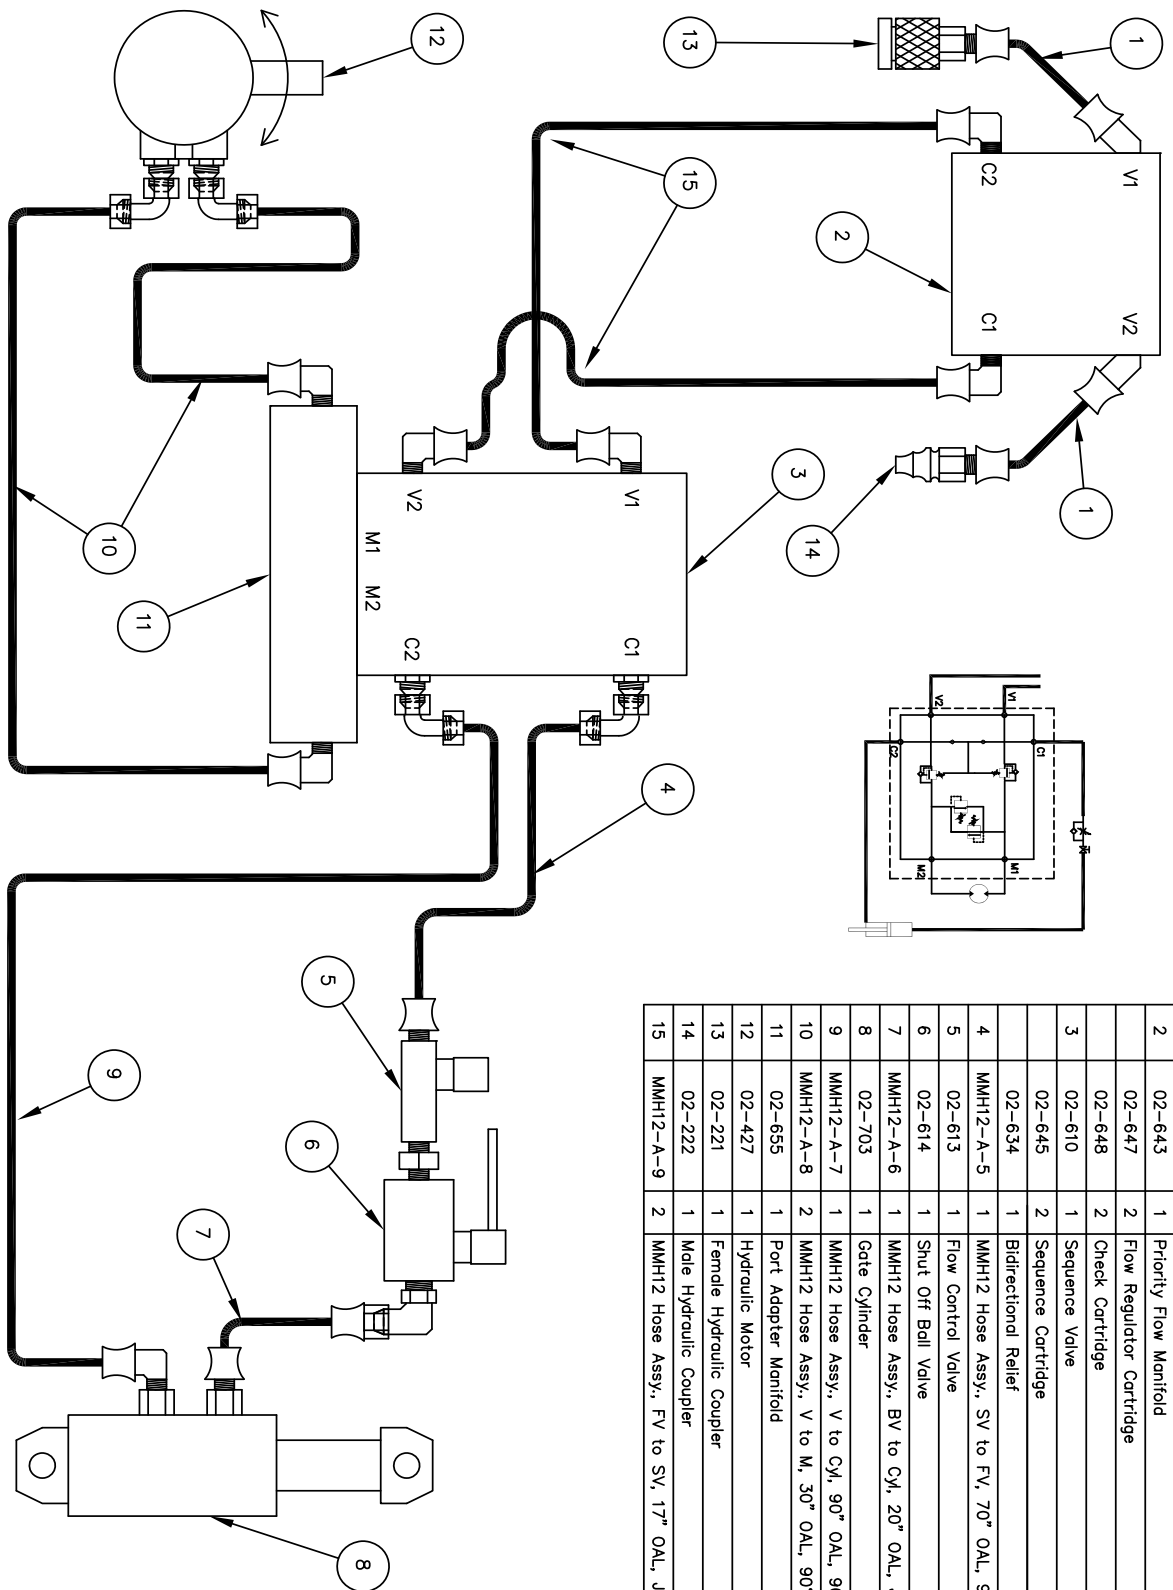 2 02-643 1 Priority Flow Manifold
02-647 2 Flow Regulator Cartridge
02-648 2 Check Cartridge
3 02-610 1 Sequence Valve
02-645 2 Sequence Cartridge
02-634 1 Bidirectional Relief
4 MMH12-A-5 1 MMH12 Hose Assy., SV to FV, 70" OAL,
5 02-613 1 Flow Control Valve
6 02-614 1 Shut Off Ball Valve
7 MMH12-A-6 1 MMH12 Hose Assy., BV to Cyl, 20" OAL,
8 02-703 1 Gate Cylinder
9 MMH12-A-7 1 MMH12 Hose Assy., V to Cyl, 90" OAL,
10 MMH12-A-8 2 MMH12 Hose Assy., V to M, 30" OAL, 90°
11 02-655 1 Port Adapter Manifold
12 02-427 1 Hydraulic Motor
13 02-221 1 Female Hydraulic Coupler
14 02-222 1 Male Hydraulic Coupler
15 MMH12-A-9 2 MMH12 Hose Assy., FV to SV, 17" OAL, J
1
13
12
V1
V2
C2
C1
2
15
1
14
3
V1
V2
C1
C2
M1
M2
10
11
4
5
6
7
8
9
V1
V2
C1
C2
M1
M2